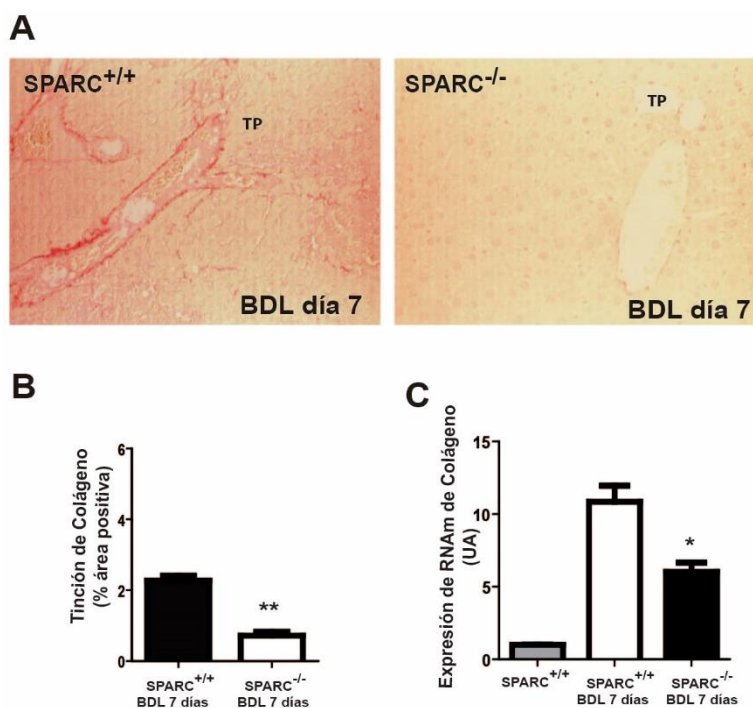 A
SPARC+/+
TP
BDL día 7
SPARC-/-
TP
BDL día 7
B
Tinción de Colágeno
(% área positiva)
6
4
2
0
**
SPARC+/+
BDL 7 días
SPARC-/-
BDL 7 días
C
Expresión de RNAm de Colágeno
(UA)
15
10
5
0
*
SPARC+/+
SPARC+/+
BDL 7 días
SPARC-/-
BDL 7 días